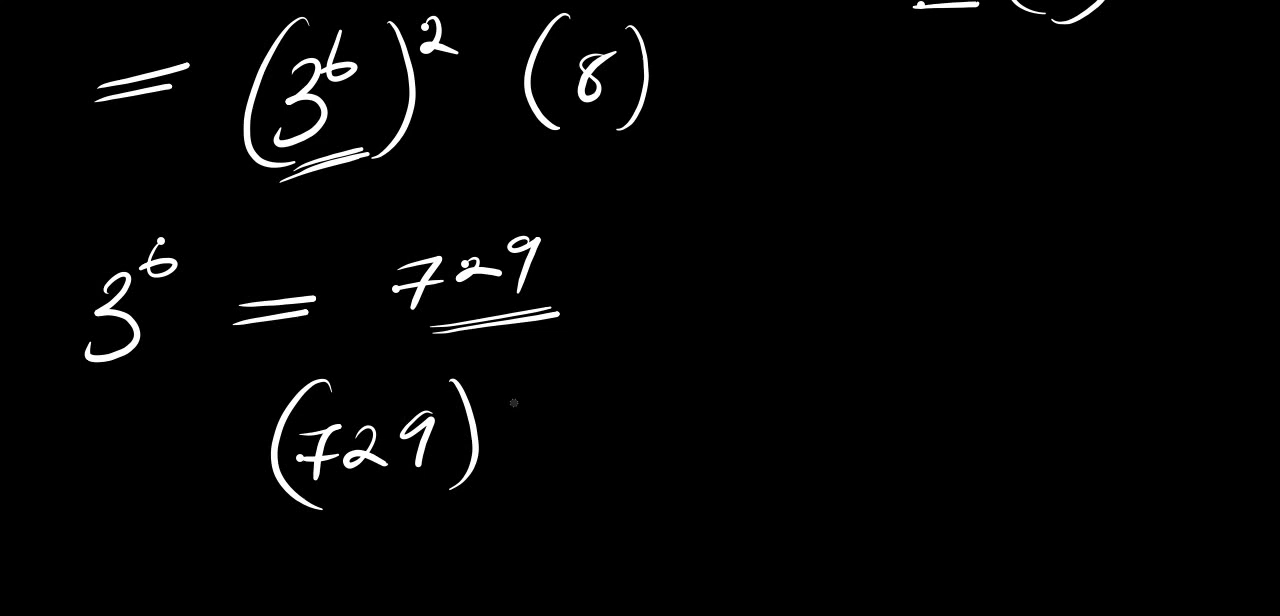 = (3⁶)² (8)
3⁶ = 729
(729)